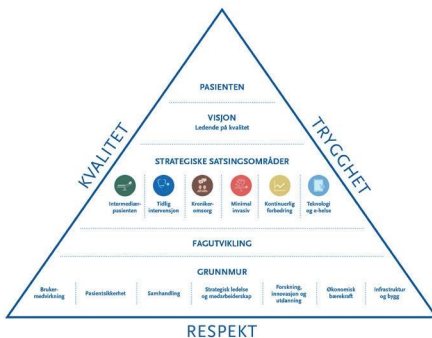 PASIENTEN
VISJON
Ledende på kvalitet
KVALITET
TRYGGHET
STRATEGISKE SATSINGSOMRÅDER
Intermediær-
pasienten
Tidlig
intervensjon
Kroniker-
omsorg
Minimal
invasiv
Kontinuerlig
forbedring
Teknologi
og e-helse
FAGUTVIKLING
GRUNNMUR
Bruker-
medvirkning
Pasientsikkerhet
Samhandling
Strategisk ledelse
og medarbeiderskap
Forskning,
innovasjon og
utdanning
Økonomisk
bærekraft
Infrastruktur
og bygg
RESPEKT